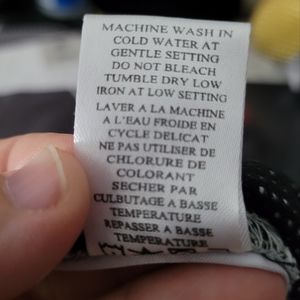 MACHINE WASH IN
COLD WATER AT
GENTLE SETTING
DO NOT BLEACH
TUMBLE DRY LOW
IRON AT LOW SETTING
LAVER A LA MACHINE
A L'EAU FROIDE EN
CYCLE DELICAT
NE PAS UTILISER DE
CHLORURE DE
COLORANT
SECHER PAR
CULBUTAGE A BASSE
TEMPERATURE
REPASSER A BASSE
TEMPERATURE